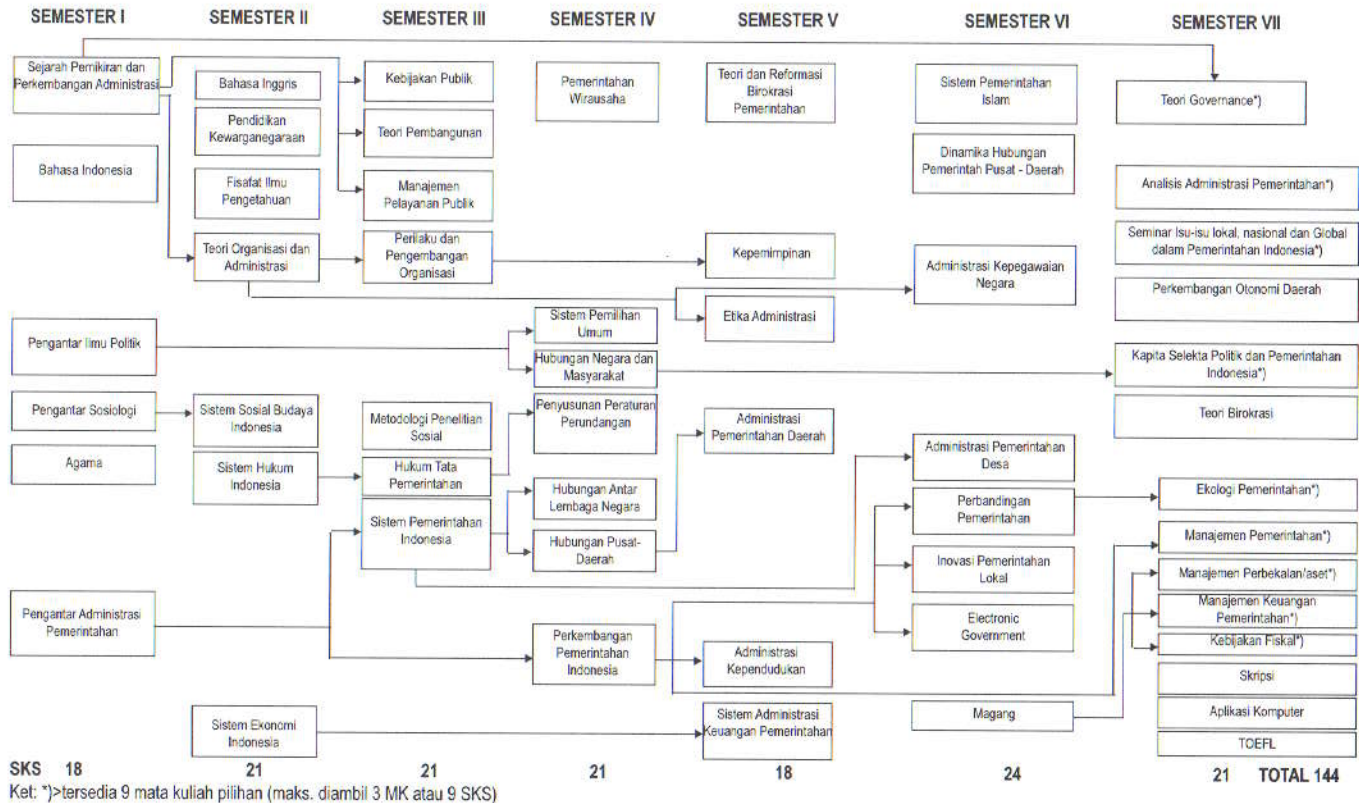 SEMESTER I
SEMESTER II
SEMESTER III
SEMESTER IV
SEMESTER V
SEMESTER VI
SEMESTER VII
Sejarah Pemikiran dan
Perkembangan Administrasi
Bahasa Indonesia
Pengantar Ilmu Politik
Pengantar Sosiologi
Agama
Pengantar Administrasi
Pemerintahan
Bahasa Inggris
Pendidikan
Kewarganegaraan
Fisafat Ilmu
Pengetahuan
Teori Organisasi dan
Administrasi
Sistem Sosial Budaya
Indonesia
Sistem Hukum
Indonesia
Sistem Ekonomi
Indonesia
Kebijakan Publik
Teori Pembangunan
Manajemen
Pelayanan Publik
Perilaku dan
Pengembangan
Organisasi
Metodologi Penelitian
Sosial
Hukum Tata
Pemerintahan
Sistem Pemerintahan
Indonesia
Pemerintahan
Wirausaha
Sistem Pemilihan
Umum
Hubungan Negara dan
Masyarakat
Penyusunan Peraturan
Perundangan
Hubungan Antar
Lembaga Negara
Hubungan Pusat-
Daerah
Perkembangan
Pemerintahan
Indonesia
Teori dan Reformasi
Birokrasi
Pemerintahan
Kepemimpinan
Etika Administrasi
Administrasi
Pemerintahan Daerah
Administrasi
Kependudukan
Sistem Administrasi
Keuangan Pemerintahan
Sistem Pemerintahan
Islam
Dinamika Hubungan
Pemerintah Pusat - Daerah
Administrasi Kepegawaian
Negara
Administrasi Pemerintahan
Desa
Perbandingan
Pemerintahan
Inovasi Pemerintahan
Lokal
Electronic
Government
Magang
Teori Governance*)
Analisis Administrasi Pemerintahan*)
Seminar Isu-isu lokal, nasional dan Global
dalam Pemerintahan Indonesia*)
Perkembangan Otonomi Daerah
Kapita Selekta Politik dan Pemerintahan
Indonesia*)
Teori Birokrasi
Ekologi Pemerintahan*)
Manajemen Pemerintahan*)
Manajemen Perbekalan/aset*)
Manajemen Keuangan
Pemerintahan*)
Kebijakan Fiskal*)
Skripsi
Aplikasi Komputer
TOEFL
SKS 18 21 21 21 18 24 21 TOTAL 144
Ket: *)>tersedia 9 mata kuliah pilihan (maks. diambil 3 MK atau 9 SKS)